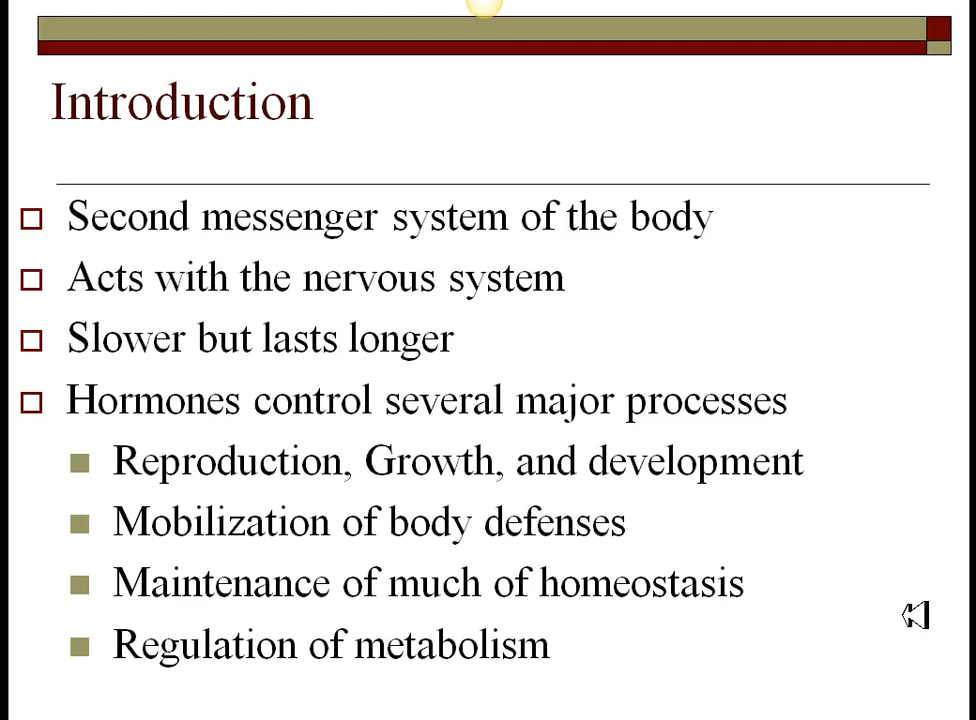 Introduction
Second messenger system of the body
Acts with the nervous system
Slower but lasts longer
Hormones control several major processes
Reproduction, Growth, and development
Mobilization of body defenses
Maintenance of much of homeostasis
Regulation of metabolism